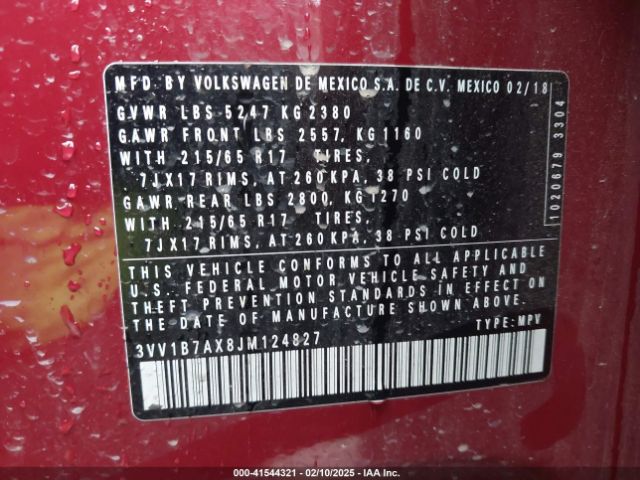 MFD. BY VOLKSWAGEN DE MEXICO S.A. DE C.V. MEXICO 02/18
GVWR LBS 5247 KG 2380
GAWR FRONT LBS 2557, KG 1160
WITH 215/65 R17 TIRES,
7JX17 RIMS, AT 260 KPA, 38 PSI COLD
GAWR REAR LBS 2800, KG 1270
WITH 215/65 R17 TIRES,
7JX17 RIMS, AT 260 KPA, 38 PSI COLD
THIS VEHICLE CONFORMS TO ALL APPLICABLE
U.S. FEDERAL MOTOR VEHICLE SAFETY AND
THEFT PREVENTION STANDARDS IN EFFECT ON
THE DATE OF MANUFACTURE SHOWN ABOVE.
3VV1B7AX8JM124827 TYPE: MPV
1020679 3304
000-41544321 | 02/10/2025 - IAA Inc.